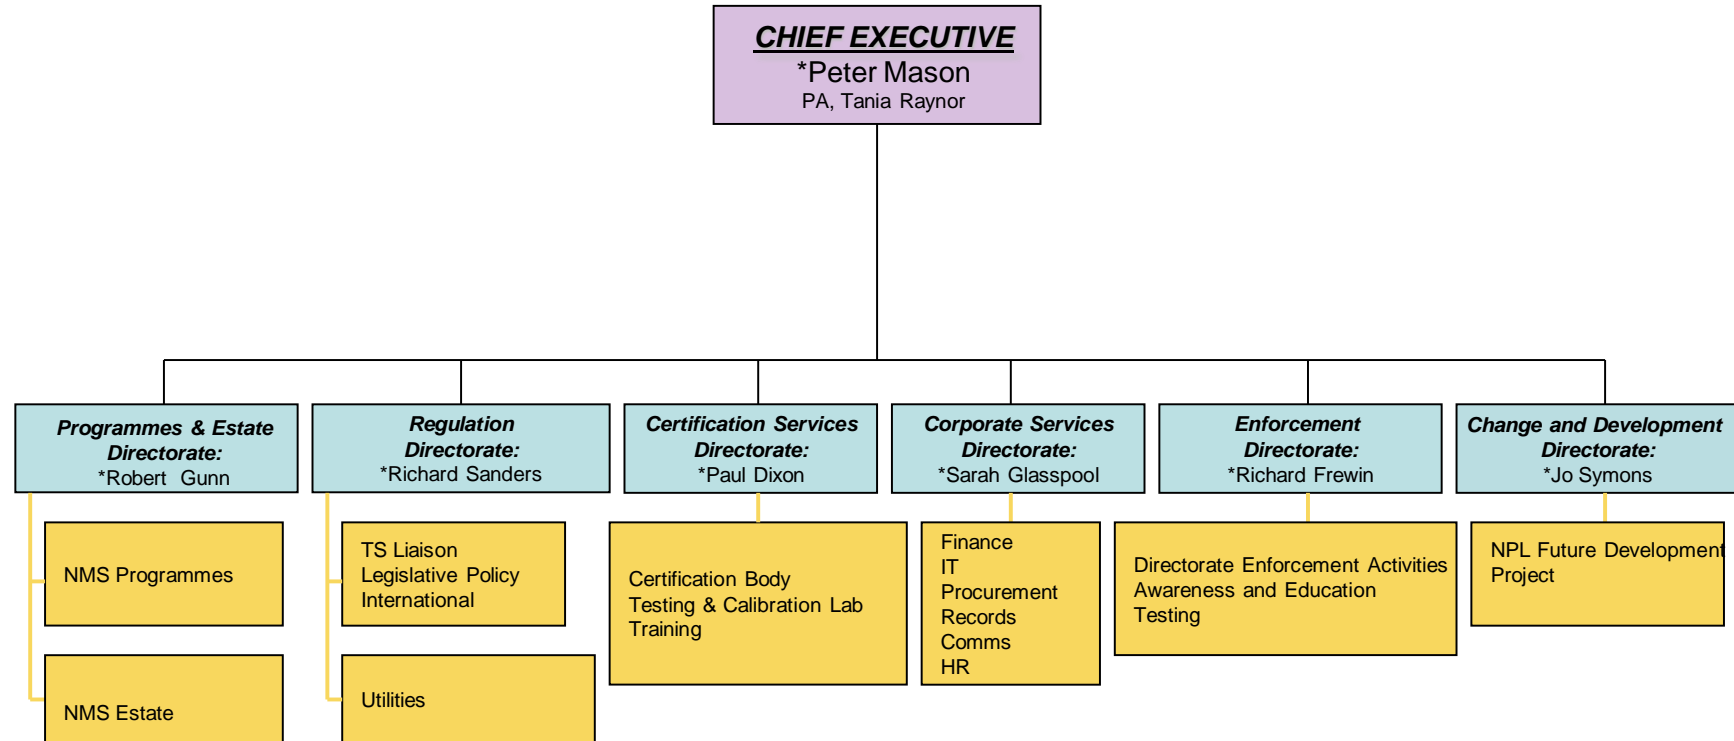 CHIEF EXECUTIVE
*Peter Mason
PA, Tania Raynor
Programmes & Estate
Directorate:
*Robert Gunn
Regulation
Directorate:
*Richard Sanders
Certification Services
Directorate:
*Paul Dixon
Corporate Services
Directorate:
*Sarah Glasspool
Enforcement
Directorate:
*Richard Frewin
Change and Development
Directorate:
*Jo Symons
NMS Programmes
TS Liaison
Legislative Policy
International
Certification Body
Testing & Calibration Lab
Training
Finance
IT
Procurement
Records
Comms
HR
Directorate Enforcement Activities
Awareness and Education
Testing
NPL Future Development
Project
NMS Estate
Utilities